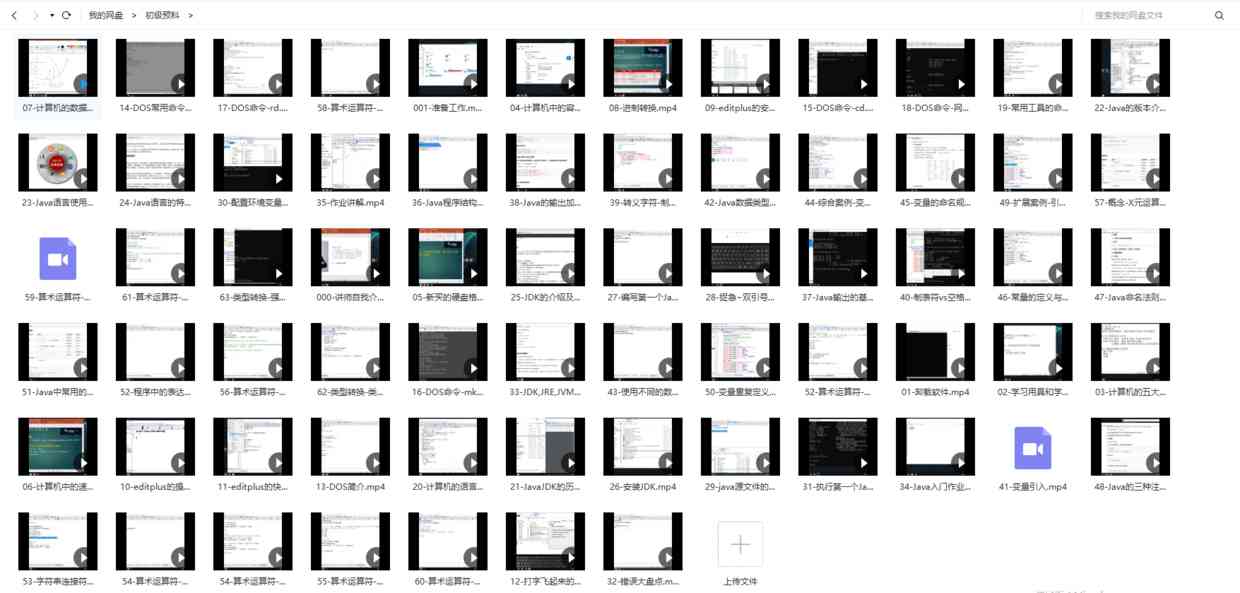 我的网盘 > 初级预科 >
搜索我的网盘文件
07-计算机的数据...
14-DOS常用命令...
17-DOS命令-rd....
58-算术运算符-...
001-准备工作.m...
04-计算机中的容...
08-进制转换.mp4
09-editplus的安...
15-DOS命令-cd....
18-DOS命令-网...
19-常用工具的命...
22-Java的版本介...
23-Java语言使用...
24-Java语言的特...
30-配置环境变量...
35-作业讲解.mp4
36-Java程序结构...
38-Java的输出加...
39-转义字符-制...
42-Java数据类型...
44-综合案例-变...
45-变量的命名规...
49-扩展案例-引...
57-概念-X元运算...
59-算术运算符-...
61-算术运算符-...
63-类型转换-强...
000-讲师自我介...
05-新买的硬盘格...
25-JDK的介绍及...
27-编写第一个Ja...
28-捉急~双引号...
37-Java输出的基...
40-制表符vs空格...
46-常量的定义与...
47-Java命名法则...
51-Java中常用的...
52-程序中的表达...
56-算术运算符-...
62-类型转换-类...
16-DOS命令-mk...
33-JDK,JRE,JVM...
43-使用不同的数...
50-变量重复定义...
52-算术运算符-...
01-卸载软件.mp4
02-学习用具和学...
03-计算机的五大...
06-计算机中的速...
10-editplus的操...
11-editplus的快...
13-DOS简介.mp4
20-计算机的语言...
21-JavaJDK的历...
26-安装JDK.mp4
29-java源文件的...
31-执行第一个Ja...
34-Java入门作业...
41-变量引入.mp4
48-Java的三种注...
53-字符串连接符...
54-算术运算符-...
54-算术运算符-...
55-算术运算符-...
60-算术运算符-...
12-打字飞起来的...
32-错误大盘点.m...
上传文件